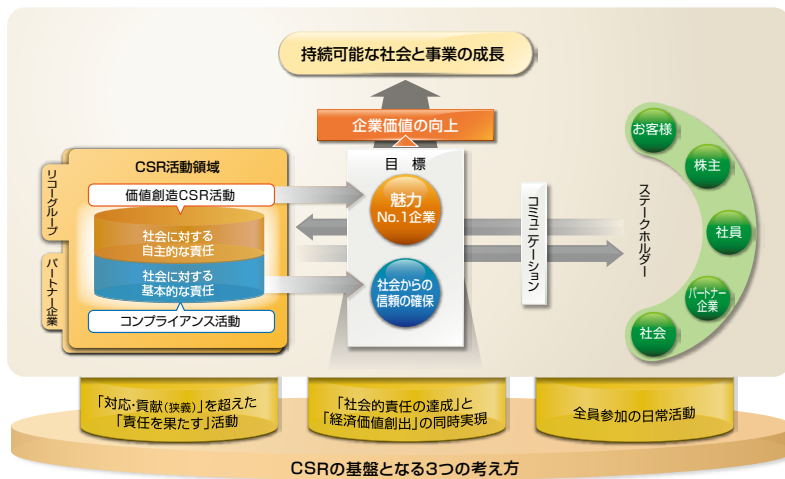 持続可能な社会と事業の成長
企業価値の向上
リコーグループ
パートナー企業
CSR活動領域
価値創造CSR活動
社会に対する
自主的な責任
社会に対する
基本的な責任
コンプライアンス活動
目 標
魅力
No.1企業
社会からの
信頼の確保
コミュニケーション
ステークホルダー
お客様
株主
社員
パートナー
企業
社会
「対応・貢献(狭義)」を超えた
「責任を果たす」活動
「社会的責任の達成」と
「経済価値創出」の同時実現
全員参加の日常活動
CSRの基盤となる3つの考え方